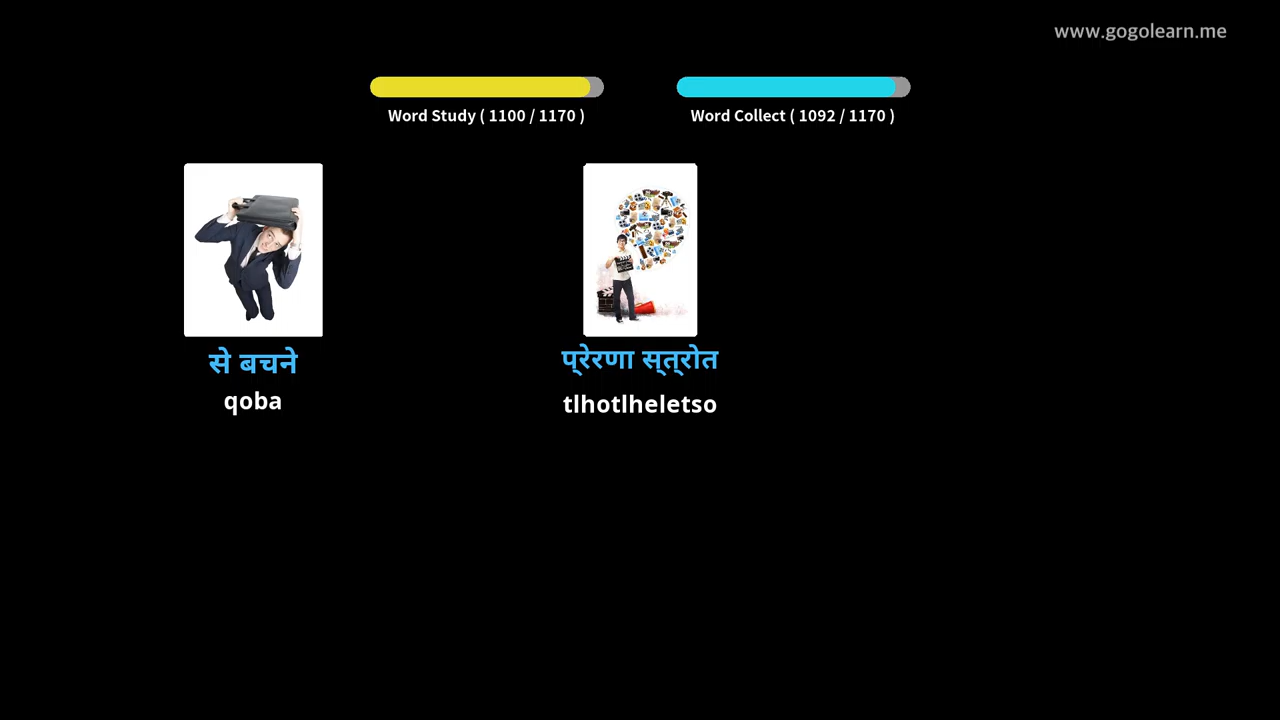 www.gogolearn.me
Word Study ( 1100 / 1170 )
Word Collect ( 1092 / 1170 )
से बचने
qoba
प्रेरणा स्त्रोत
tlhotlheletso